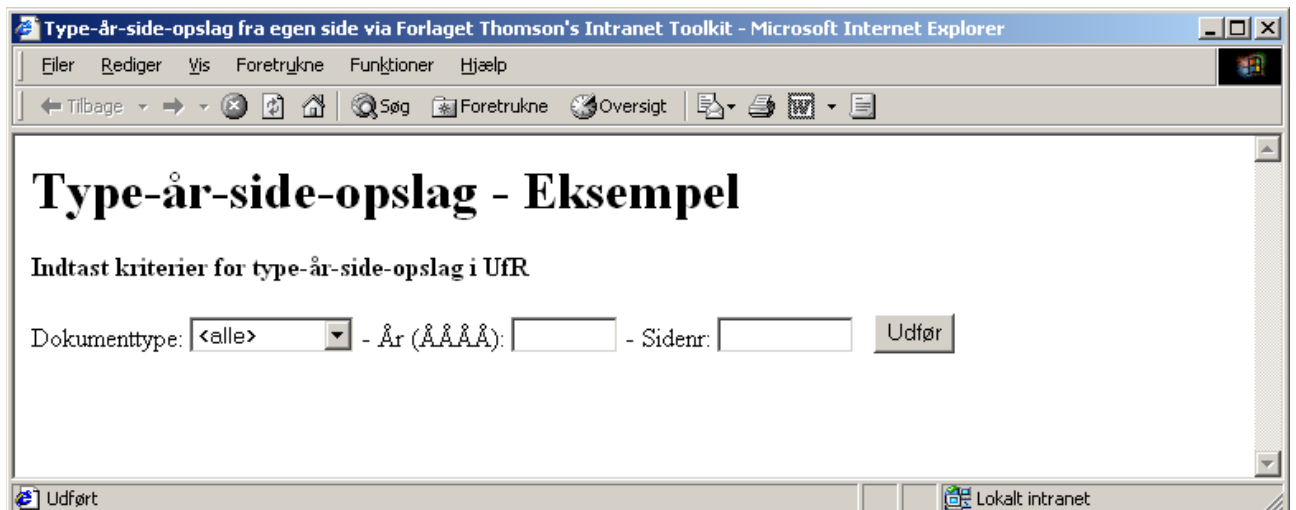 Type-år-side-opslag fra egen side via Forlaget Thomson's Intranet Toolkit - Microsoft Internet Explorer
Filer Rediger Vis Foretrukne Funktioner Hjælp
Tilbage Søg Foretrukne Oversigt
Type-år-side-opslag - Eksempel
Indtast kriterier for type-år-side-opslag i UfR
Dokumenttype: <alle> - År (ÅÅÅÅ): - Sidenr: Udfør
Udført Lokalt intranet